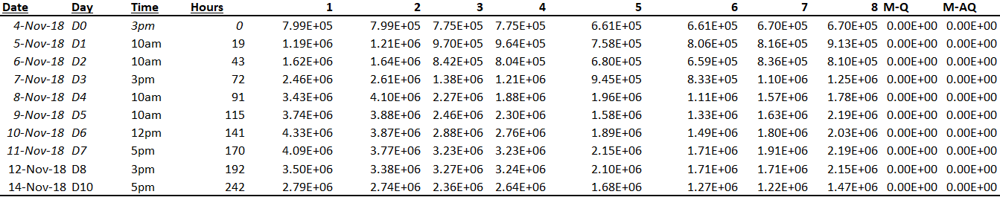 Date Day Time Hours 1 2 3 4 5 6 7 8 M-Q M-AQ
4-Nov-18 D0 3pm 0 7.99E+05 7.99E+05 7.75E+05 7.75E+05 6.61E+05 6.61E+05 6.70E+05 6.70E+05 0.00E+00 0.00E+00
5-Nov-18 D1 10am 19 1.19E+06 1.21E+06 9.70E+05 9.64E+05 7.58E+05 8.06E+05 8.16E+05 9.13E+05 0.00E+00 0.00E+00
6-Nov-18 D2 10am 43 1.62E+06 1.64E+06 8.42E+05 8.04E+05 6.80E+05 6.59E+05 8.36E+05 8.10E+05 0.00E+00 0.00E+00
7-Nov-18 D3 3pm 72 2.46E+06 2.61E+06 1.38E+06 1.21E+06 9.45E+05 8.33E+05 1.10E+06 1.25E+06 0.00E+00 0.00E+00
8-Nov-18 D4 10am 91 3.43E+06 4.10E+06 2.27E+06 1.88E+06 1.96E+06 1.11E+06 1.57E+06 1.78E+06 0.00E+00 0.00E+00
9-Nov-18 D5 10am 115 3.74E+06 3.88E+06 2.46E+06 2.30E+06 1.58E+06 1.33E+06 1.63E+06 2.19E+06 0.00E+00 0.00E+00
10-Nov-18 D6 12pm 141 4.33E+06 3.87E+06 2.88E+06 2.76E+06 1.89E+06 1.49E+06 1.80E+06 2.03E+06 0.00E+00 0.00E+00
11-Nov-18 D7 5pm 170 4.09E+06 3.77E+06 3.23E+06 3.23E+06 2.15E+06 1.71E+06 1.91E+06 2.19E+06 0.00E+00 0.00E+00
12-Nov-18 D8 3pm 192 3.50E+06 3.38E+06 3.27E+06 3.24E+06 2.10E+06 1.71E+06 1.71E+06 2.15E+06 0.00E+00 0.00E+00
14-Nov-18 D10 5pm 242 2.79E+06 2.74E+06 2.36E+06 2.64E+06 1.68E+06 1.27E+06 1.22E+06 1.47E+06 0.00E+00 0.00E+00